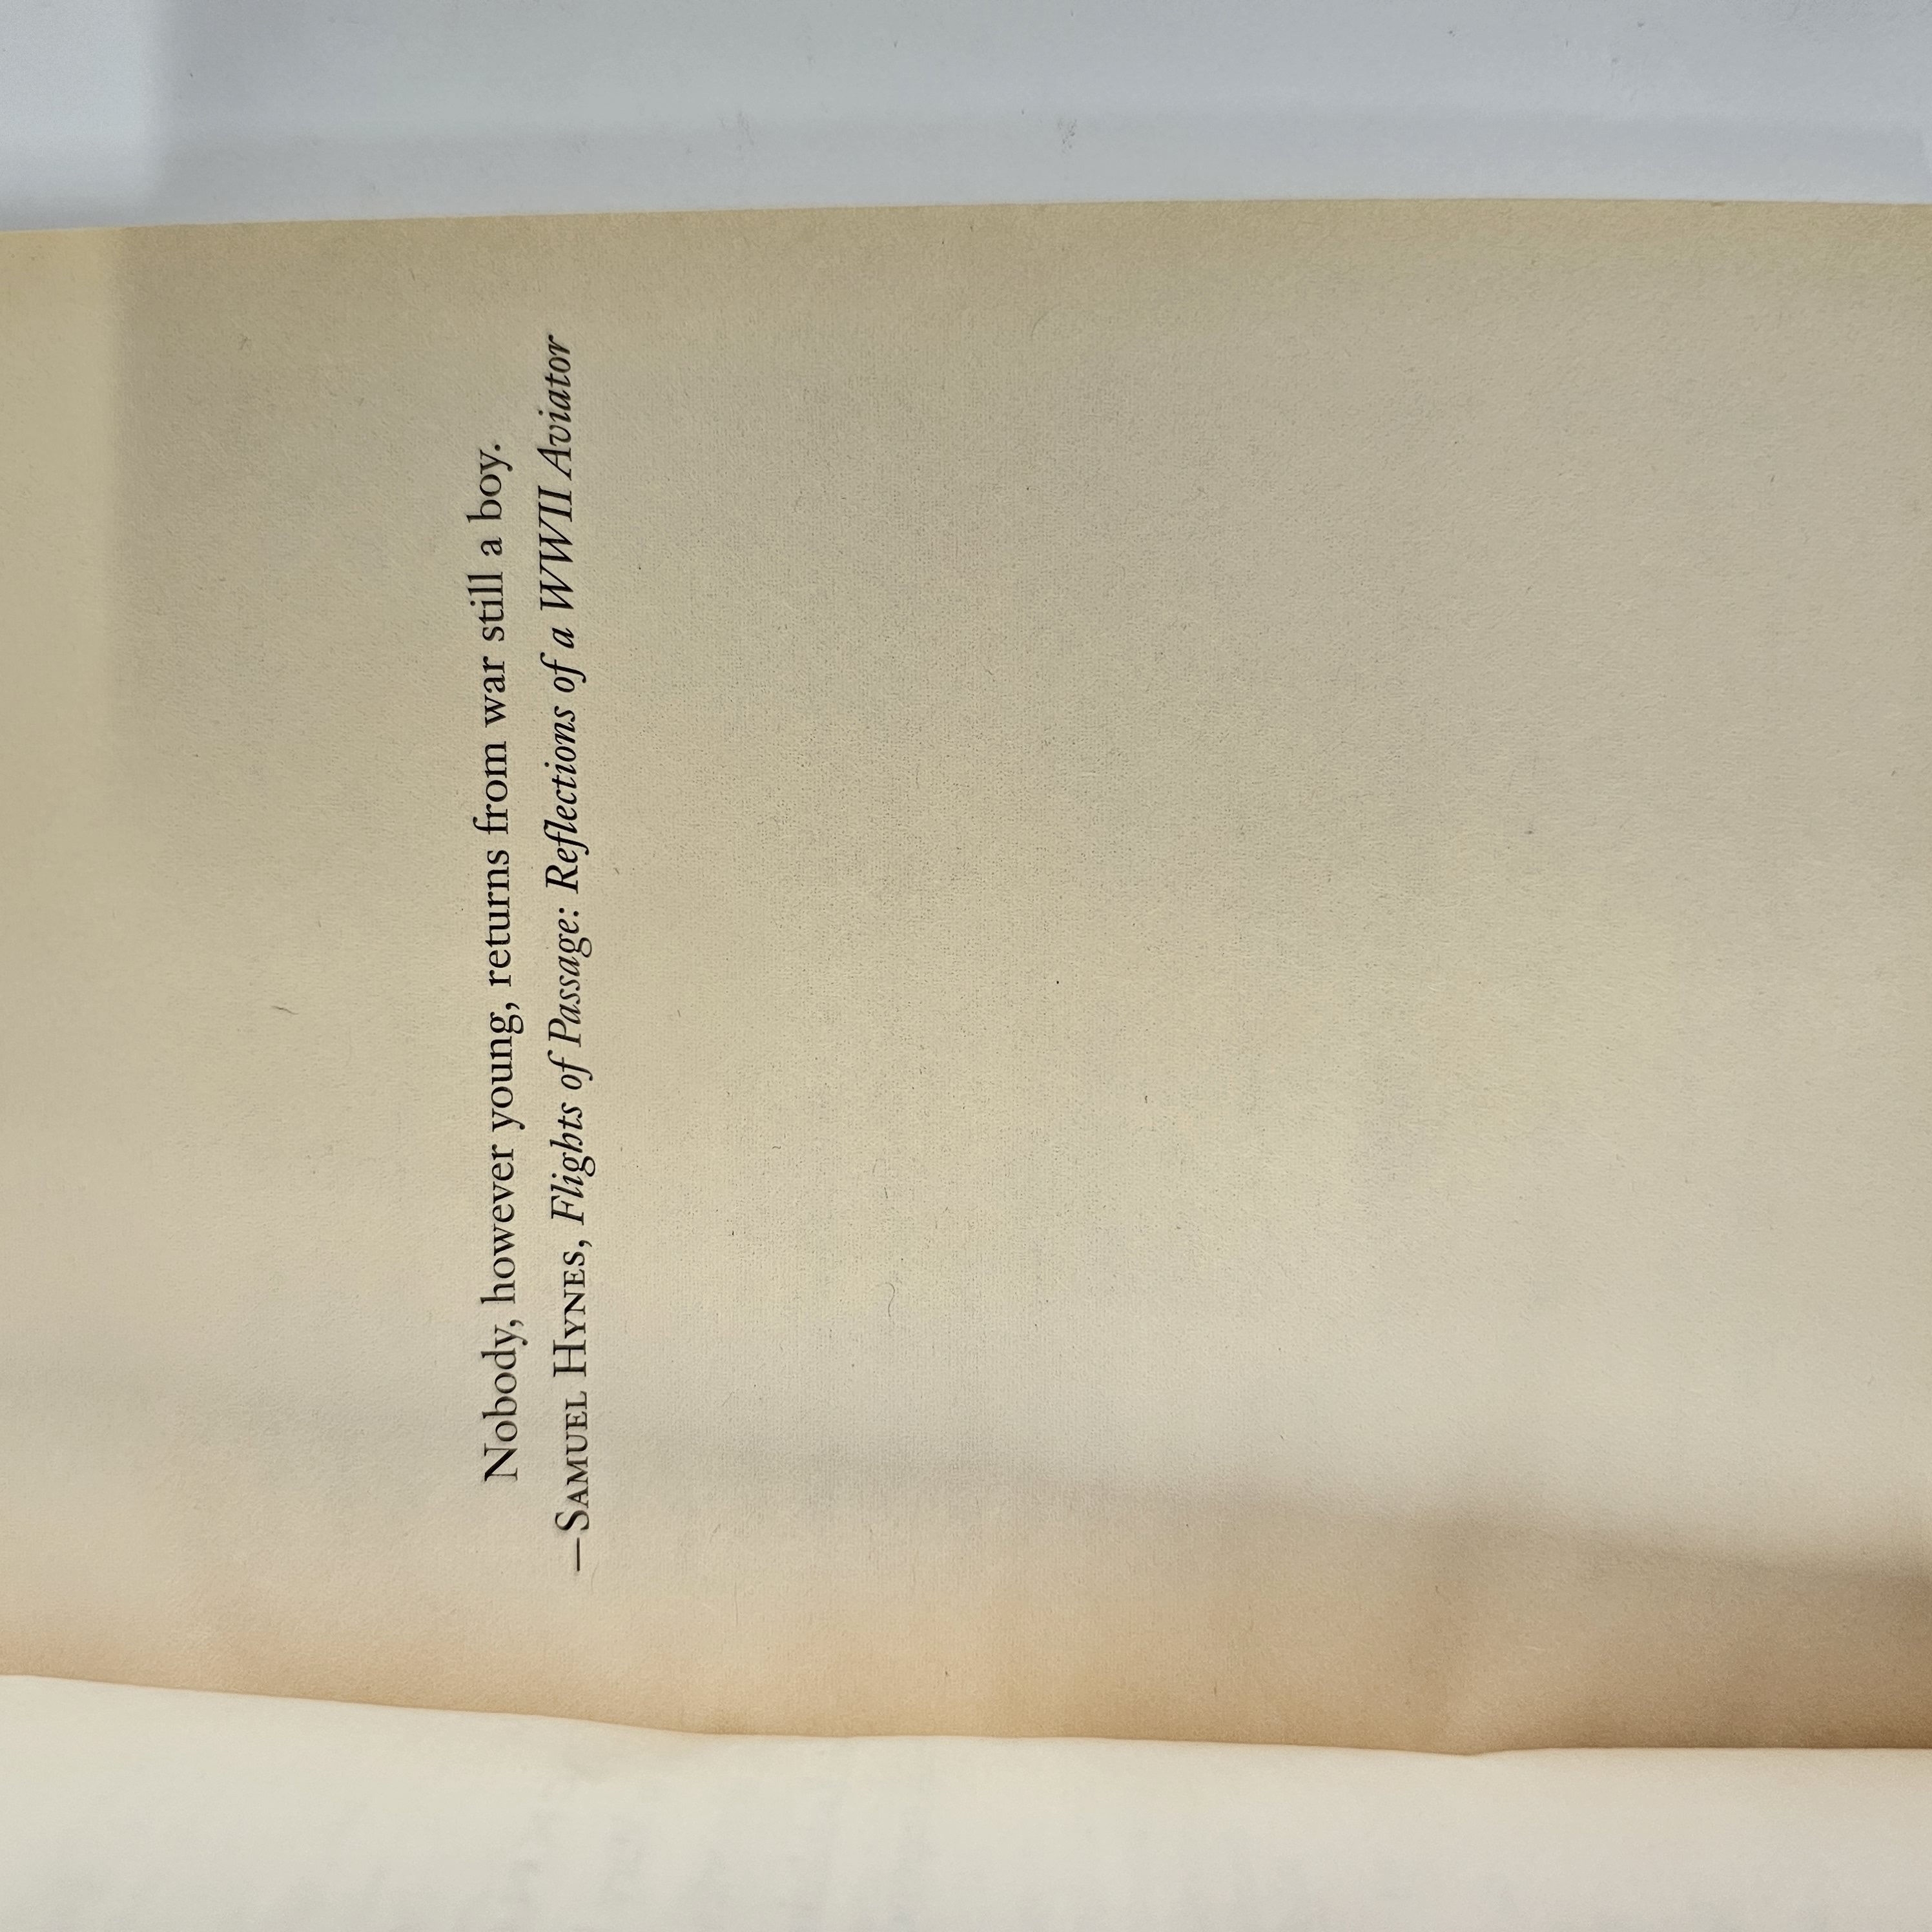 Nobody, however young, returns from war still a boy.
—SAMUEL HYNES, Flights of Passage: Reflections of a WWII Aviator